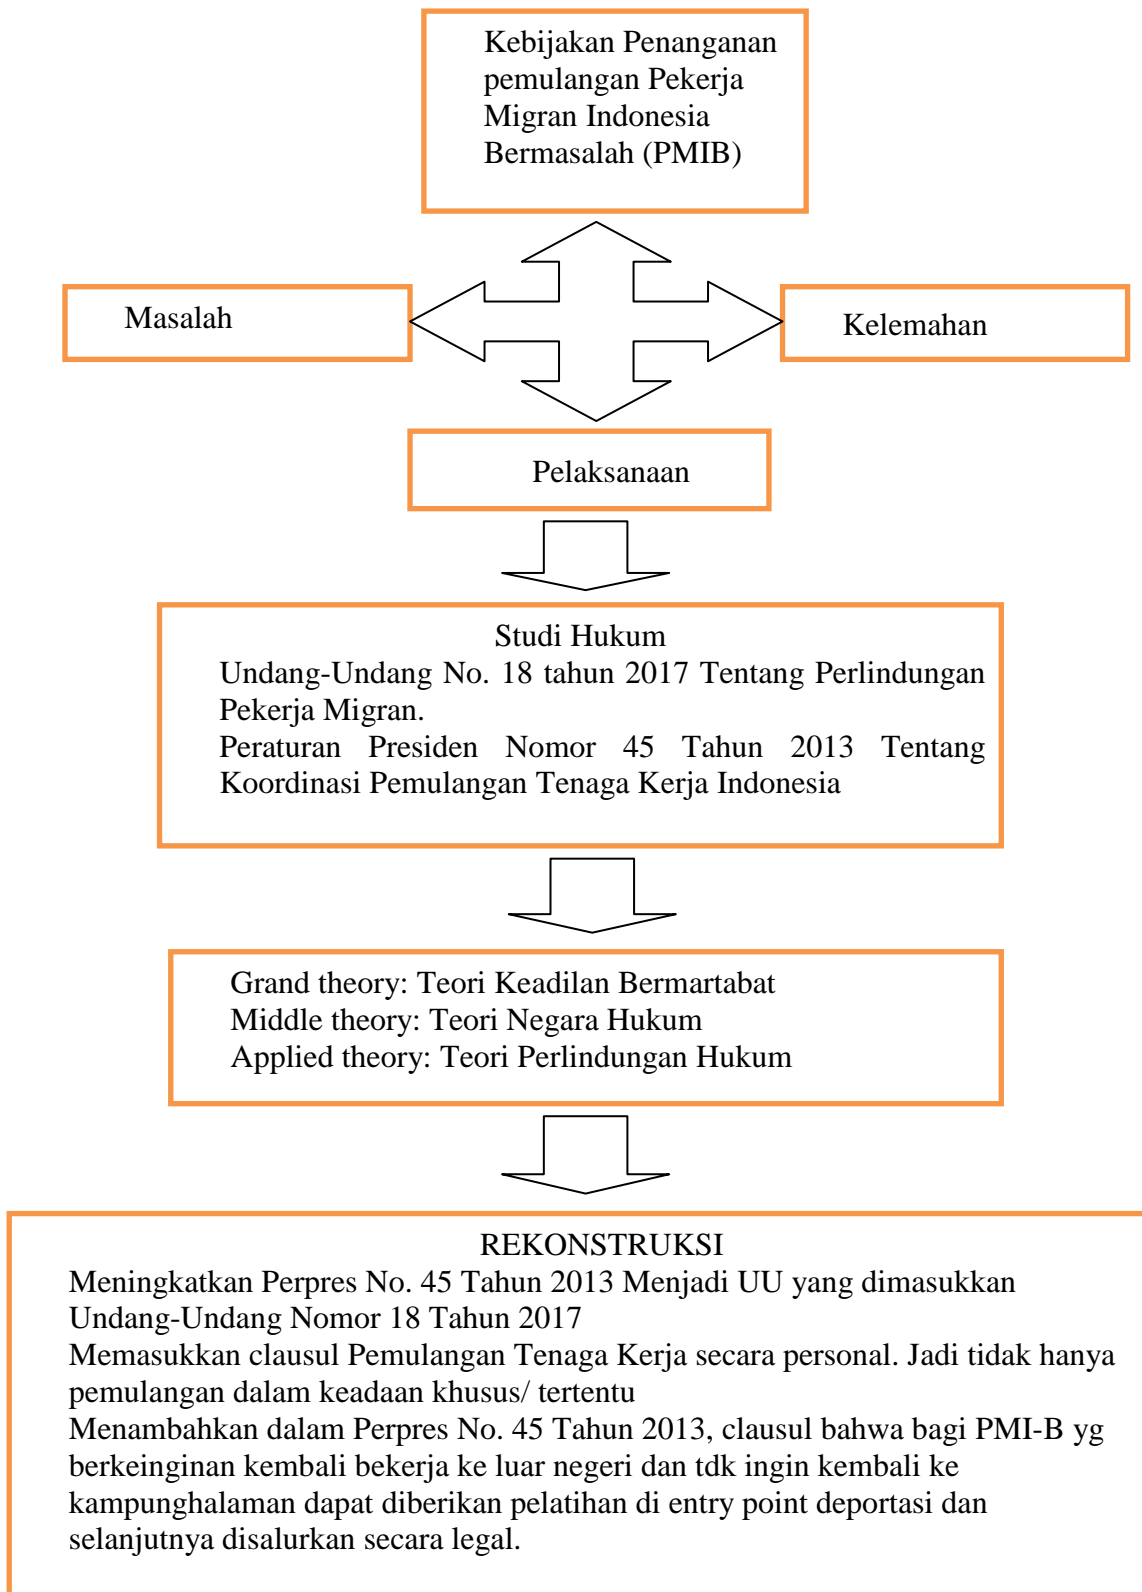 Kebijakan Penanganan
pemulangan Pekerja
Migran Indonesia
Bermasalah (PMIB)
Masalah
Kelemahan
Pelaksanaan
Studi Hukum
Undang-Undang No. 18 tahun 2017 Tentang Perlindungan
Pekerja Migran.
Peraturan Presiden Nomor 45 Tahun 2013 Tentang
Koordinasi Pemulangan Tenaga Kerja Indonesia
Grand theory: Teori Keadilan Bermartabat
Middle theory: Teori Negara Hukum
Applied theory: Teori Perlindungan Hukum
REKONSTRUKSI
Meningkatkan Perpres No. 45 Tahun 2013 Menjadi UU yang dimasukkan
Undang-Undang Nomor 18 Tahun 2017
Memasukkan clausul Pemulangan Tenaga Kerja secara personal. Jadi tidak hanya
pemulangan dalam keadaan khusus/ tertentu
Menambahkan dalam Perpres No. 45 Tahun 2013, clausul bahwa bagi PMI-B yg
berkeinginan kembali bekerja ke luar negeri dan tdk ingin kembali ke
kampunghalaman dapat diberikan pelatihan di entry point deportasi dan
selanjutnya disalurkan secara legal.